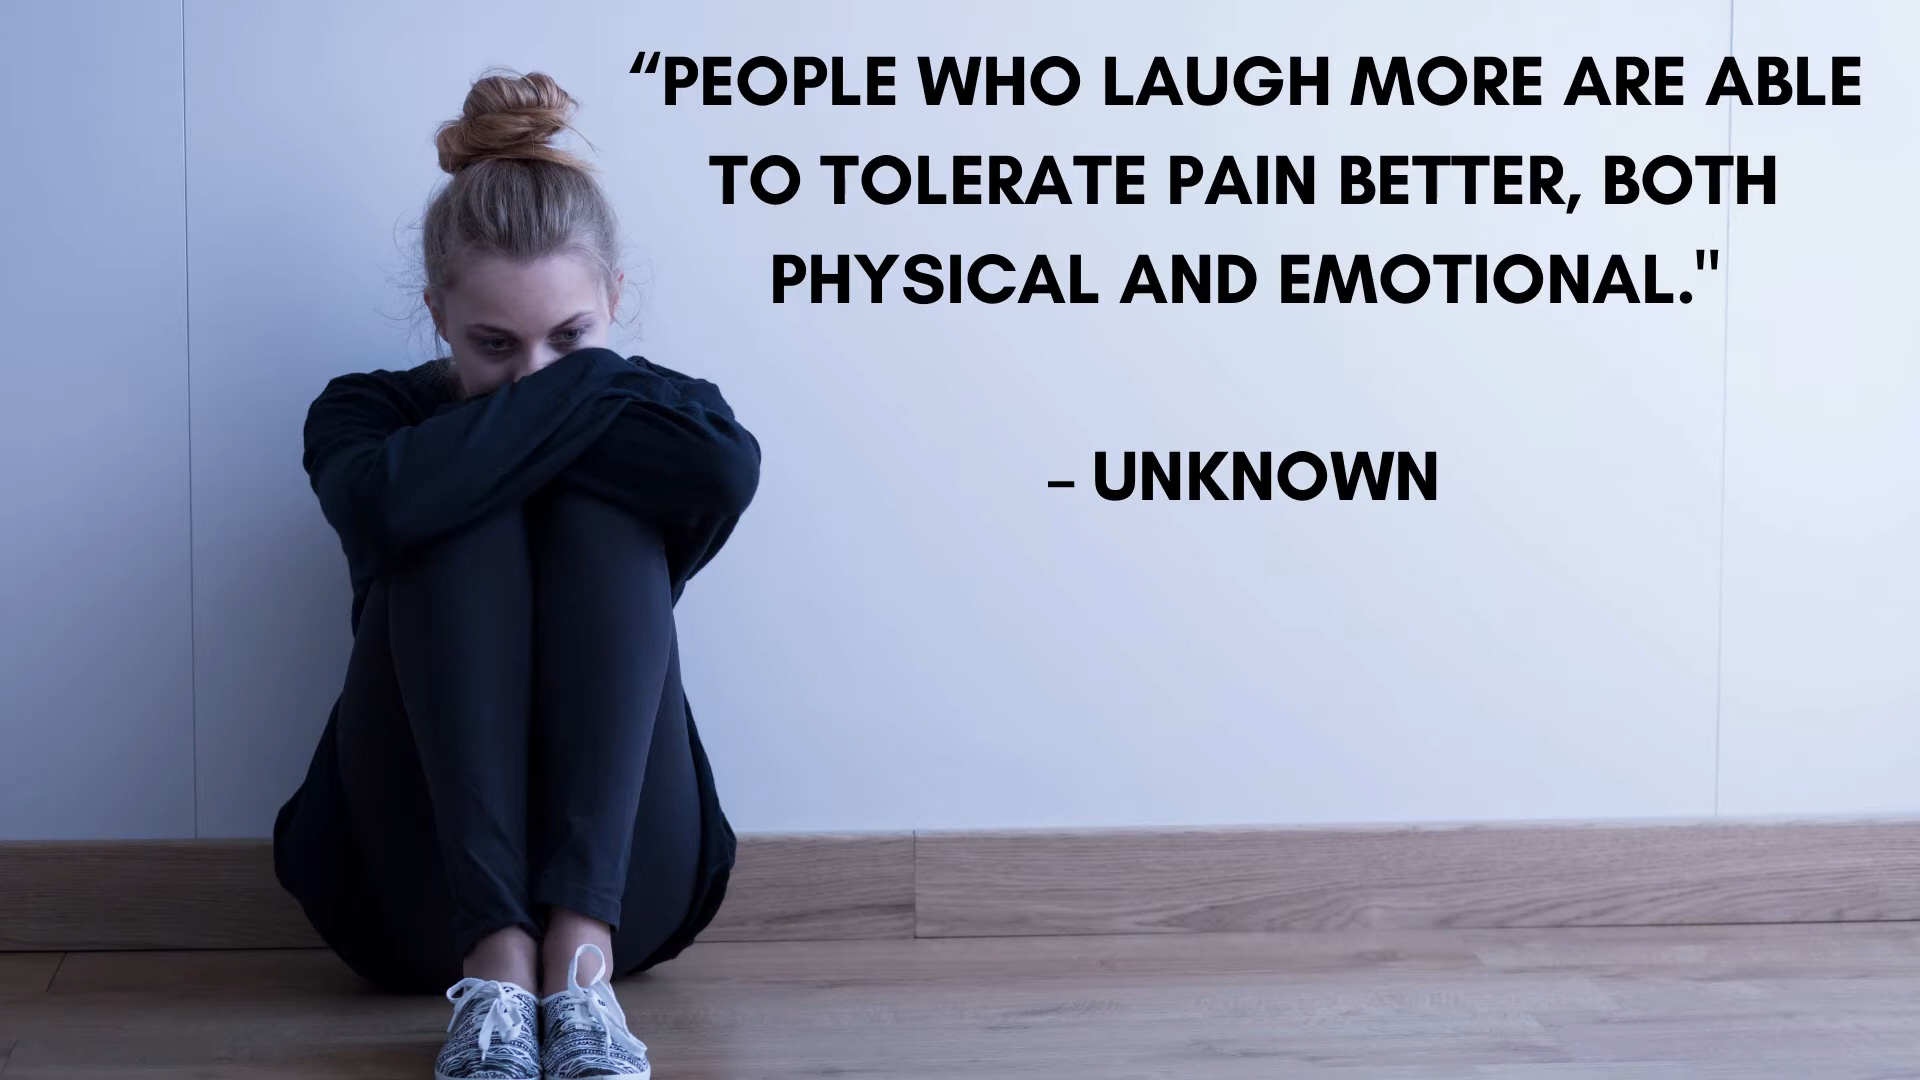 “PEOPLE WHO LAUGH MORE ARE ABLE
TO TOLERATE PAIN BETTER, BOTH
PHYSICAL AND EMOTIONAL."
– UNKNOWN